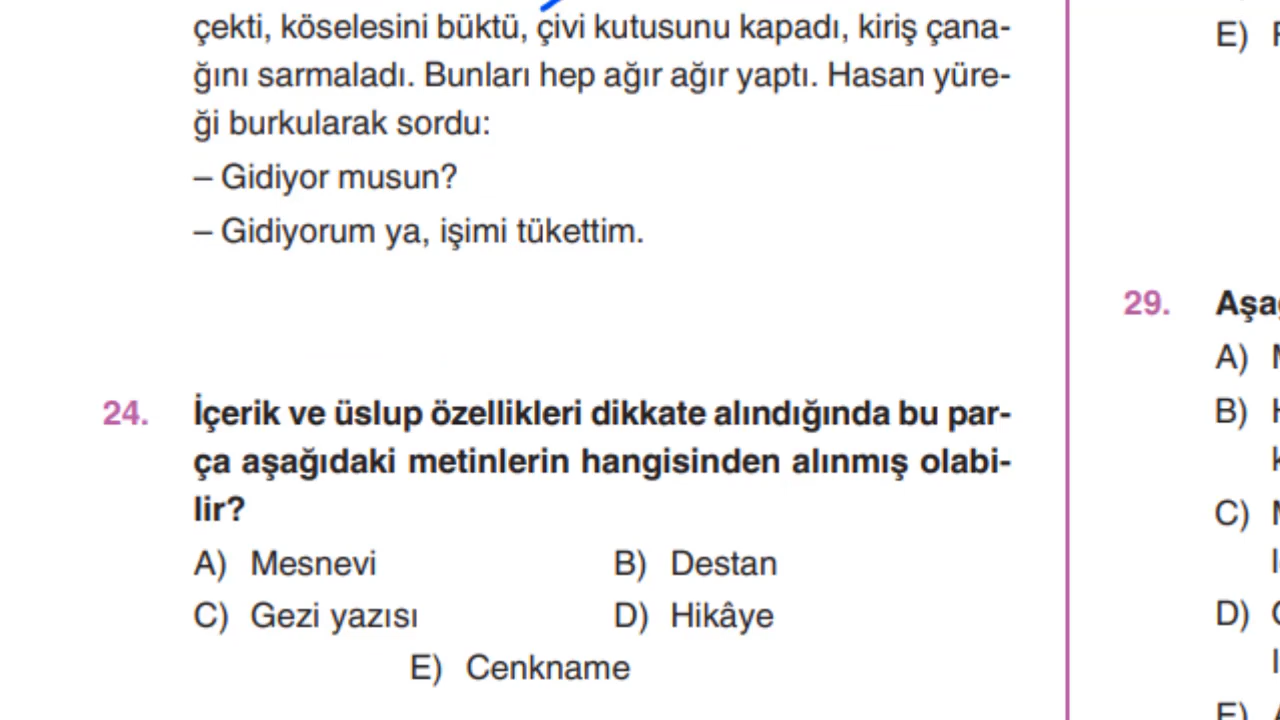 çekti, köselesini büktü, çivi kutusunu kapadı, kiriş çana-
ğını sarmaladı. Bunları hep ağır ağır yaptı. Hasan yüre-
ği burkularak sordu:
– Gidiyor musun?
– Gidiyorum ya, işimi tükettim.
24. İçerik ve üslup özellikleri dikkate alındığında bu par-
ça aşağıdaki metinlerin hangisinden alınmış olabi-
lir?
A) Mesnevi B) Destan
C) Gezi yazısı D) Hikâye
E) Cenkname
E)
29.
A)
B)
C)
D)
E)